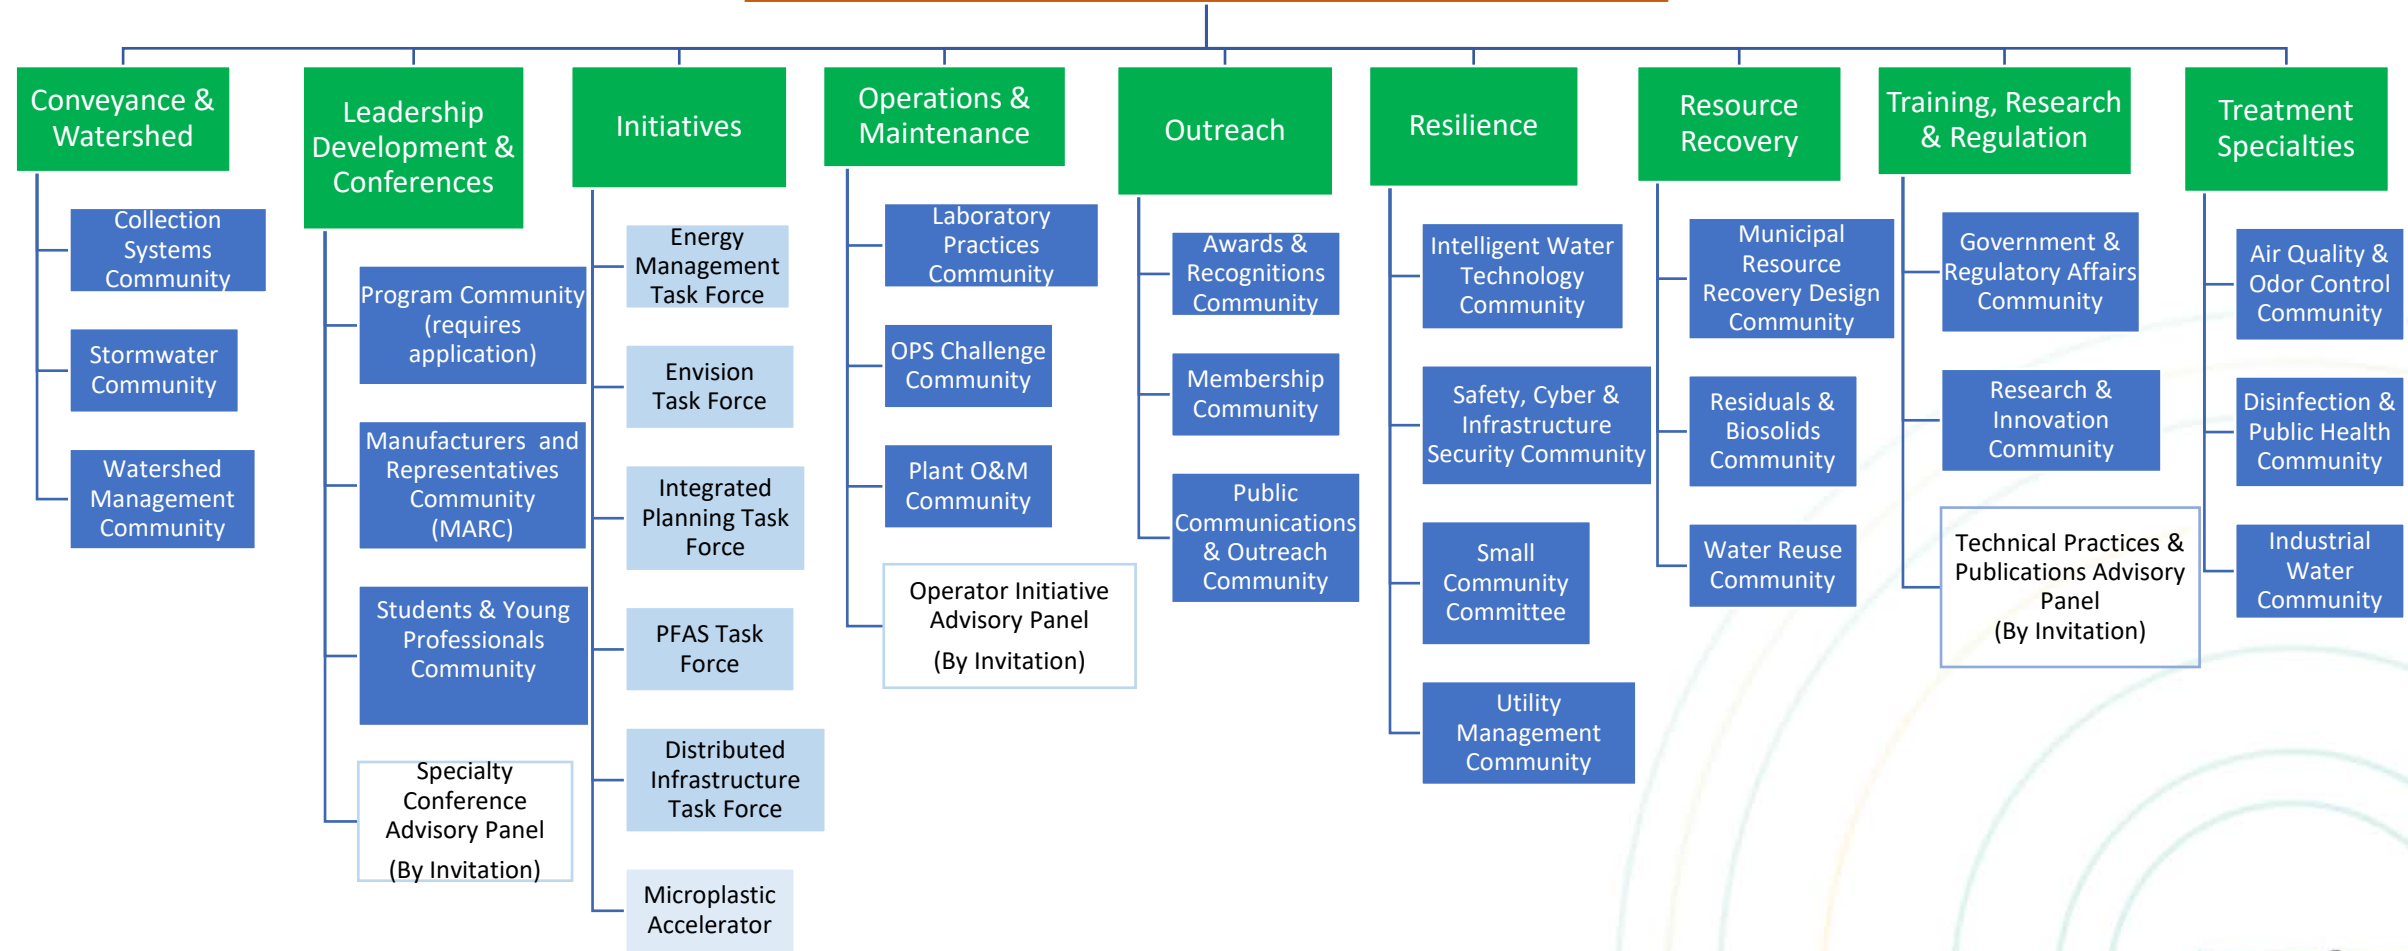 Conveyance &
Watershed
Collection
Systems
Community
Stormwater
Community
Watershed
Management
Community
Leadership
Development &
Conferences
Program Community
(requires
application)
Manufacturers  and
Representatives
Community
(MARC)
Students & Young
Professionals
Community
Specialty
Conference
Advisory Panel
(By Invitation)
Initiatives
Energy
Management
Task Force
Envision
Task Force
Integrated
Planning Task
Force
PFAS Task
Force
Distributed
Infrastructure
Task Force
Microplastic
Accelerator
Operations &
Maintenance
Laboratory
Practices
Community
OPS Challenge
Community
Plant O&M
Community
Operator Initiative
Advisory Panel
(By Invitation)
Outreach
Awards &
Recognitions
Community
Membership
Community
Public
Communications
& Outreach
Community
Resilience
Intelligent Water
Technology
Community
Safety, Cyber &
Infrastructure
Security Community
Small
Community
Committee
Utility
Management
Community
Resource
Recovery
Municipal
Resource
Recovery Design
Community
Residuals &
Biosolids
Community
Water Reuse
Community
Training, Research
& Regulation
Government &
Regulatory Affairs
Community
Research &
Innovation
Community
Technical Practices &
Publications Advisory
Panel
(By Invitation)
Treatment
Specialties
Air Quality &
Odor Control
Community
Disinfection &
Public Health
Community
Industrial
Water
Community